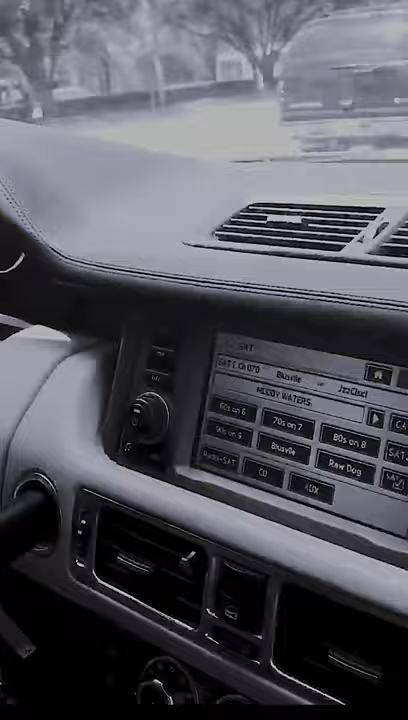 SAT
SAT 1 Ch 070 Bluesville
MUDDY WATERS
60s on 6 70s on 7 80s on 8
90s on 9 Bluesville Raw Dog
Radio-SAT CD AUX